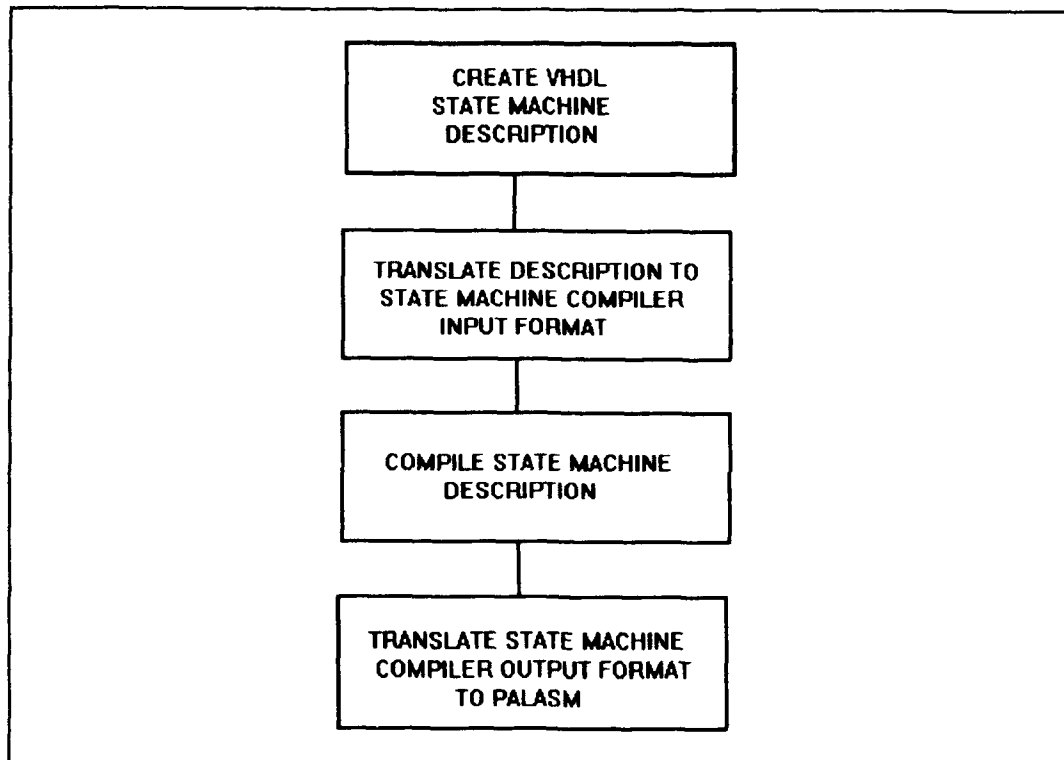 CREATE VHDL
STATE MACHINE
DESCRIPTION
TRANSLATE DESCRIPTION TO
STATE MACHINE COMPILER
INPUT FORMAT
COMPILE STATE MACHINE
DESCRIPTION
TRANSLATE STATE MACHINE
COMPILER OUTPUT FORMAT
TO PALASM